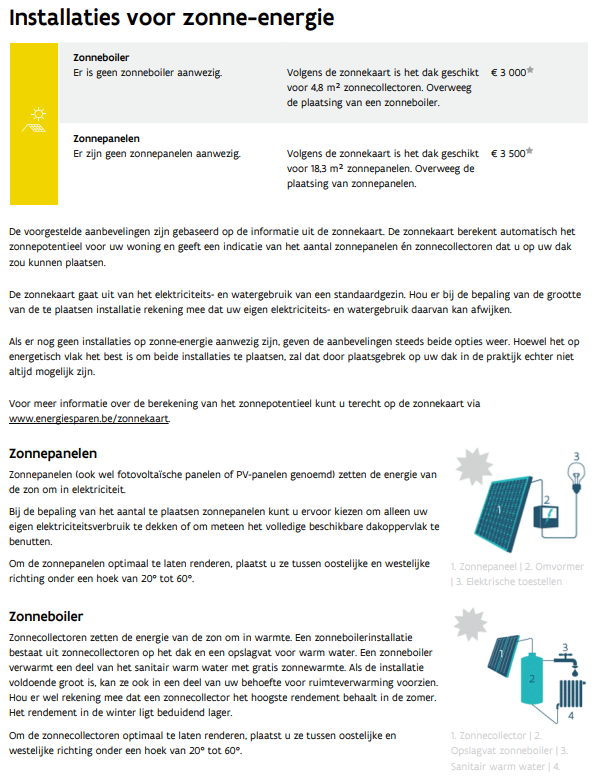 Installaties voor zonne-energie
Zonneboiler
Er is geen zonneboiler aanwezig.
Volgens de zonnekaart is het dak geschikt
voor 4,8 m² zonnecollectoren. Overweeg
de plaatsing van een zonneboiler.
€ 3 000*
Zonnepanelen
Er zijn geen zonnepanelen aanwezig.
Volgens de zonnekaart is het dak geschikt
voor 18,3 m² zonnepanelen. Overweeg de
plaatsing van zonnepanelen.
€ 3 500*
De voorgestelde aanbevelingen zijn gebaseerd op de informatie uit de zonnekaart. De zonnekaart berekent automatisch het
zonnepotentieel voor uw woning en geeft een indicatie van het aantal zonnepanelen én zonnecollectoren dat u op uw dak
zou kunnen plaatsen.
De zonnekaart gaat uit van het elektriciteits- en watergebruik van een standaardgezin. Hou er bij de bepaling van de grootte
van de te plaatsen installatie rekening mee dat uw eigen elektriciteits- en watergebruik daarvan kan afwijken.
Als er nog geen installaties op zonne-energie aanwezig zijn, geven de aanbevelingen steeds beide opties weer. Hoewel het op
energetisch vlak het best is om beide installaties te plaatsen, zal dat door plaatsgebrek op uw dak in de praktijk echter niet
altijd mogelijk zijn.
Voor meer informatie over de berekening van het zonnepotentieel kunt u terecht op de zonnekaart via
www.energiesparen.be/zonnekaart.
Zonnepanelen
Zonnepanelen (ook wel fotovoltaïsche panelen of PV-panelen genoemd) zetten de energie van
de zon om in elektriciteit.
Bij de bepaling van het aantal te plaatsen zonnepanelen kunt u ervoor kiezen om alleen uw
eigen elektriciteitsverbruik te dekken of om meteen het volledige beschikbare dakoppervlak te
benutten.
Om de zonnepanelen optimaal te laten renderen, plaatst u ze tussen oostelijke en westelijke
richting onder een hoek van 20° tot 60°.
1
2
3
1. Zonnepaneel | 2. Omvormer
| 3. Elektrische toestellen
Zonneboiler
Zonnecollectoren zetten de energie van de zon om in warmte. Een zonneboilerinstallatie
bestaat uit zonnecollectoren op het dak en een opslagvat voor warm water. Een zonneboiler
verwarmt een deel van het sanitair warm water met gratis zonnewarmte. Als de installatie
voldoende groot is, kan ze ook in een deel van uw behoefte voor ruimteverwarming voorzien.
Hou er wel rekening mee dat een zonnecollector het hoogste rendement behaalt in de zomer.
Het rendement in de winter ligt beduidend lager.
Om de zonnecollectoren optimaal te laten renderen, plaatst u ze tussen oostelijke en
westelijke richting onder een hoek van 20° tot 60°.
1
2
3
4
1. Zonnecollector | 2.
Opslagvat zonneboiler | 3.
Sanitair warm water | 4.